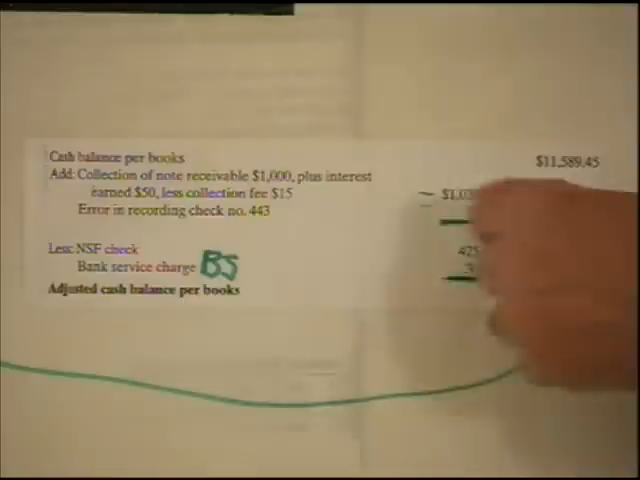 Cash balance per books $11,589.45
Add: Collection of note receivable $1,000, plus interest
earned $50, less collection fee $15
Error in recording check no. 443
Less: NSF check
Bank service charge BS
Adjusted cash balance per books